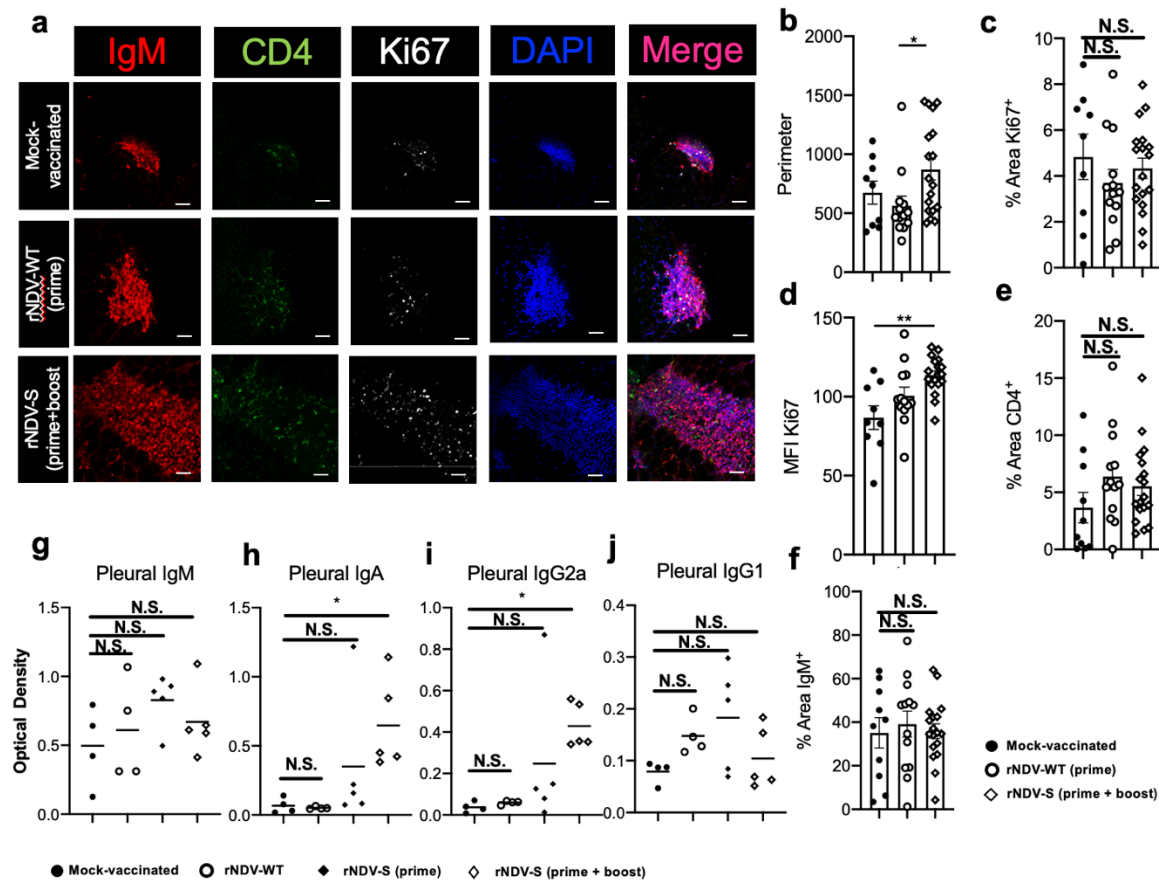 a
IgM
CD4
Ki67
DAPI
Merge
Mock-
vaccinated
rNDV-WT
(prime)
rNDV-S
(prime+boost)
b
Perimeter
2000
1500
1000
500
0
*
c
% Area Ki67+
10
8
6
4
2
0
N.S.
N.S.
d
MFI Ki67
150
100
50
0
**
e
% Area CD4+
20
15
10
5
0
N.S.
N.S.
g
Pleural IgM
Optical Density
1.5
1.0
0.5
0.0
N.S.
N.S.
N.S.
h
Pleural IgA
1.5
1.0
0.5
0.0
*
N.S.
N.S.
i
Pleural IgG2a
1.0
0.8
0.6
0.4
0.2
0.0
*
N.S.
N.S.
j
Pleural IgG1
0.4
0.3
0.2
0.1
0.0
N.S.
N.S.
N.S.
f
% Area IgM+
100
80
60
40
20
0
N.S.
N.S.
Mock-vaccinated
rNDV-WT (prime)
rNDV-S (prime + boost)
Mock-vaccinated
rNDV-WT
rNDV-S (prime)
rNDV-S (prime + boost)